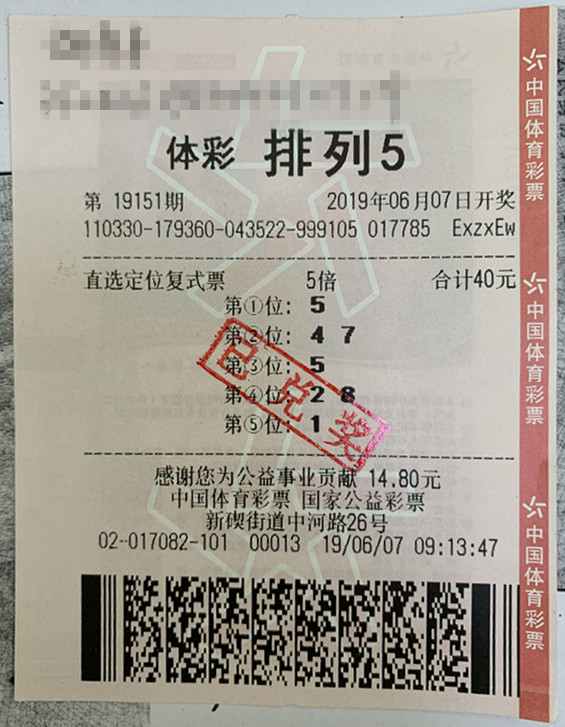 体彩 排列5
第 19151期 2019年06月07日开奖
110330-179360-043522-999105 017785 ExzxEw
直选定位复式票 5倍 合计40元
第①位: 5
第②位: 4 7
第③位: 5
第④位: 2 8
第⑤位: 1
已兑奖
感谢您为公益事业贡献 14.80元
中国体育彩票 国家公益彩票
新碶街道中河路26号
02-017082-101 00013 19/06/07 09:13:47
中国体育彩票
中国体育彩票
中国体育彩票